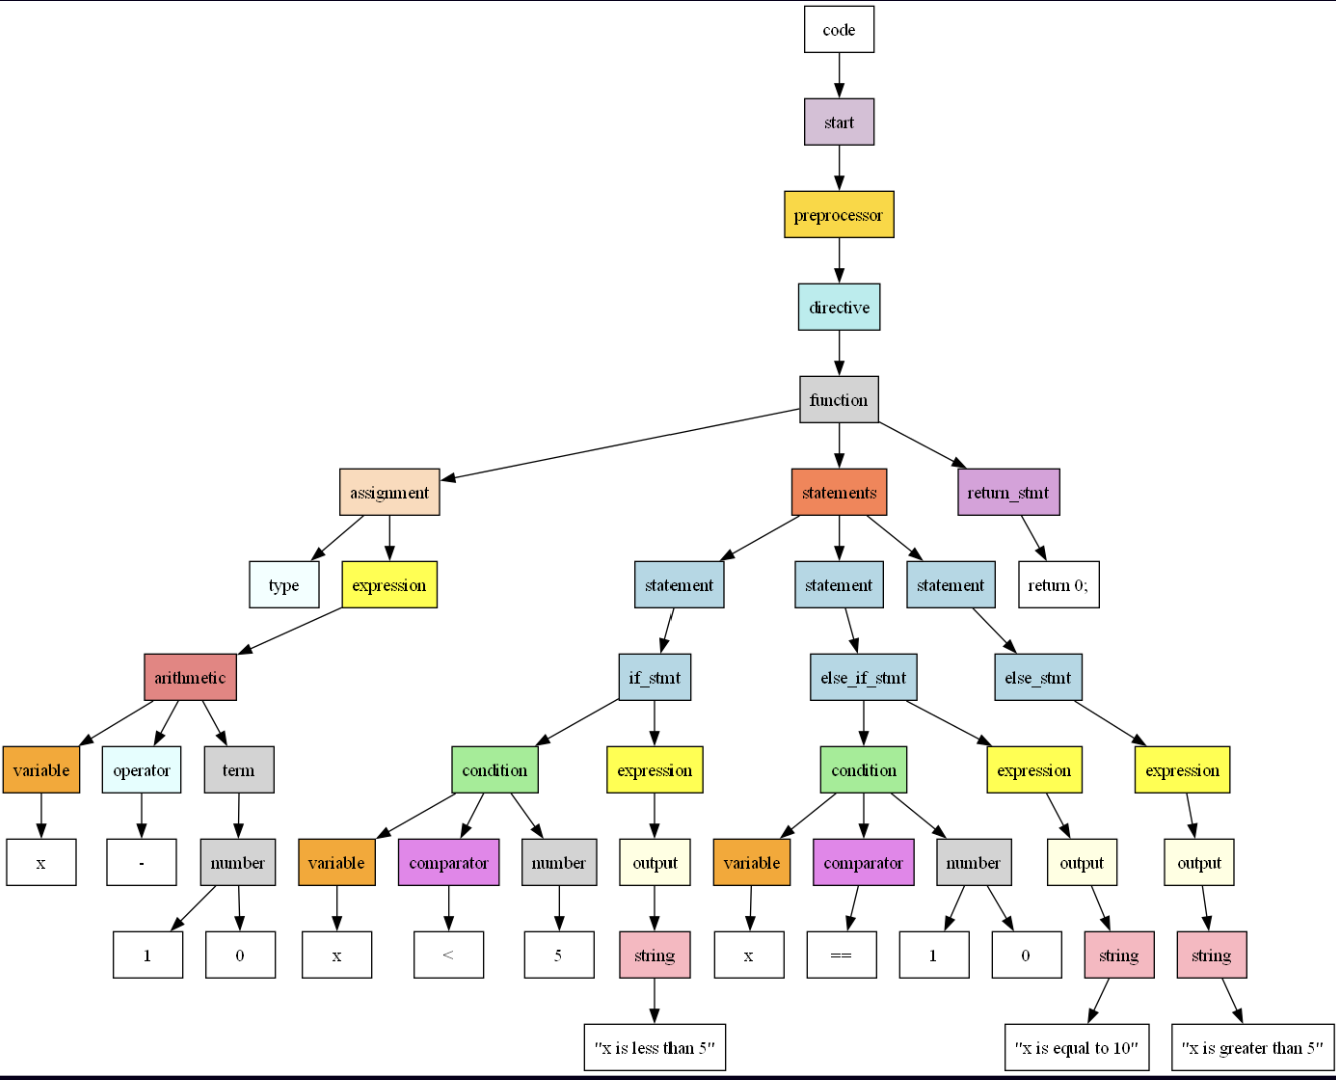 code
start
preprocessor
directive
function
assignment
statements
return_stmt
type
expression
statement
statement
statement
return 0;
arithmetic
if_stmt
else_if_stmt
else_stmt
variable
operator
term
condition
expression
condition
expression
expression
x
-
number
variable
comparator
number
output
variable
comparator
number
output
output
1
0
x
<
5
string
x
==
1
0
string
string
"x is less than 5"
"x is equal to 10"
"x is greater than 5"